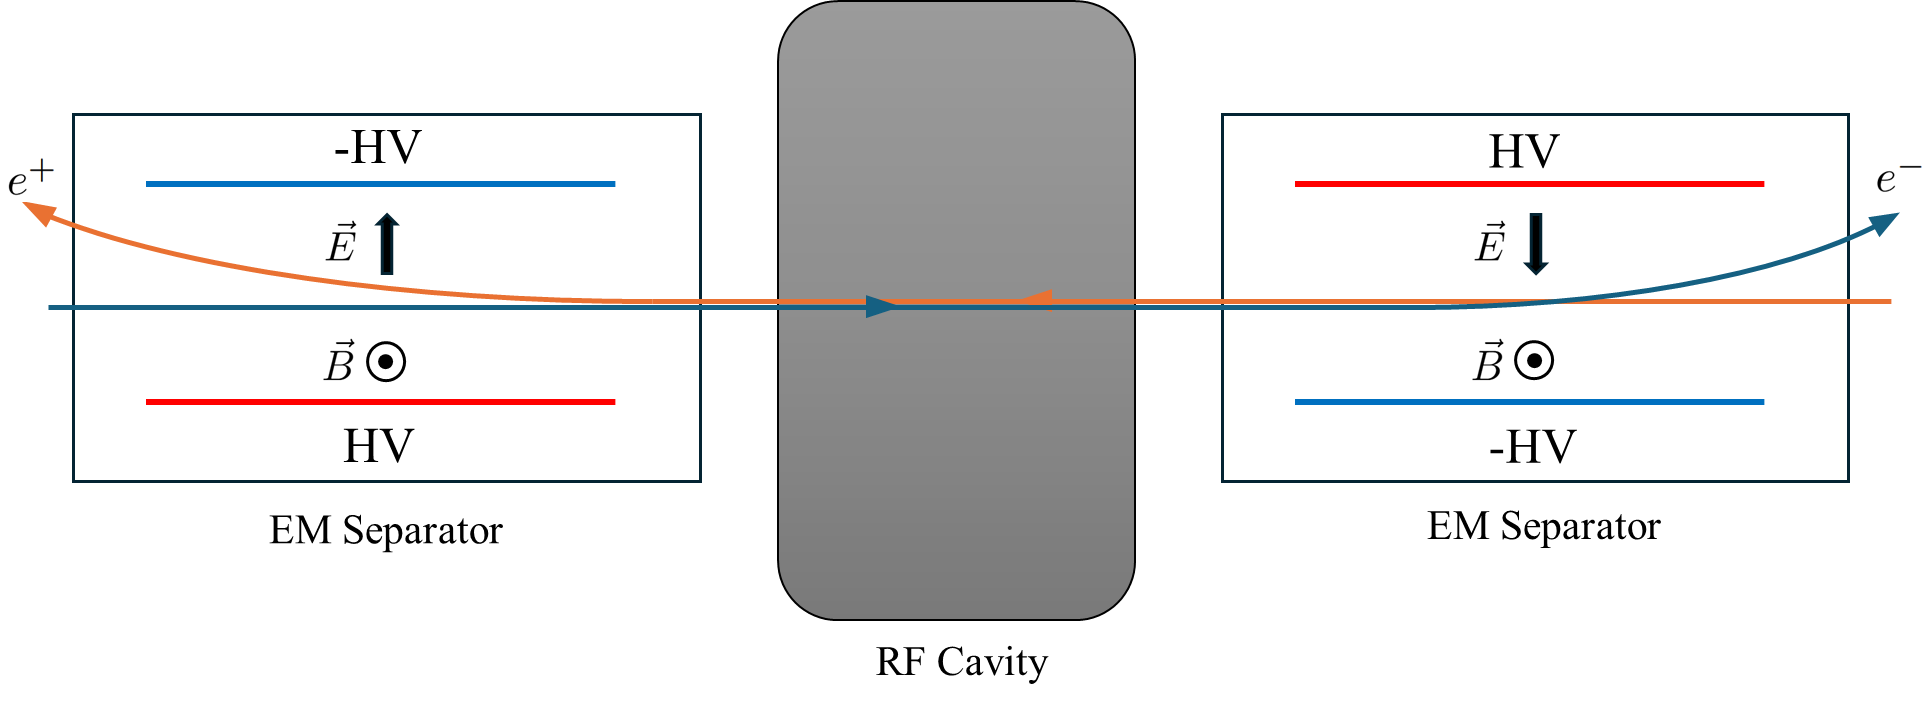 -HV
HV
e⁺
e⁻
E⃗
E⃗
B⃗
B⃗
HV
-HV
EM Separator
EM Separator
RF Cavity